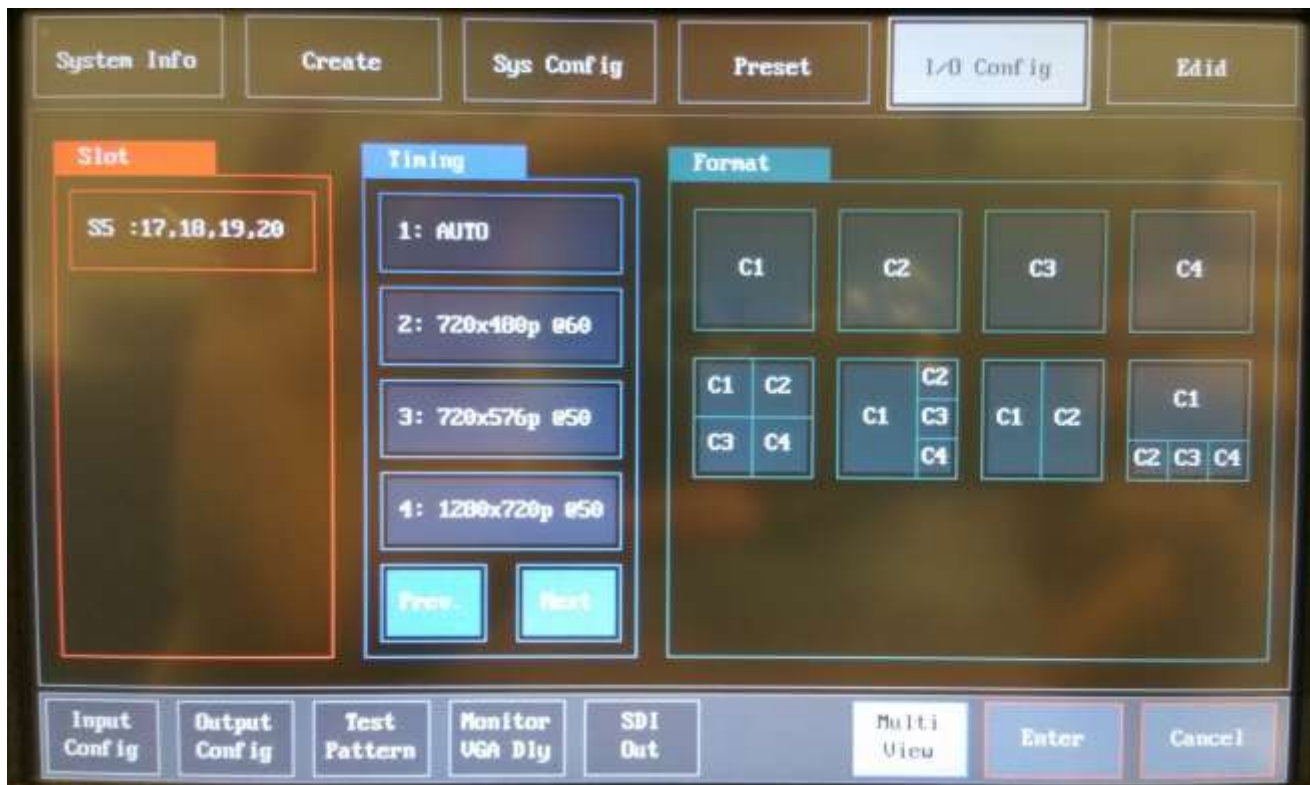 System Info
Create
Sys Config
Preset
I/O Config
Edid
Slot
S5 :17,18,19,20
Timing
1: AUTO
2: 720x480p @60
3: 720x576p @50
4: 1280x720p @50
Prev.
Next
Format
C1
C2
C3
C4
C1 C2
C3 C4
C1
C2
C3
C4
C1 C2
C1
C2 C3 C4
Input
Config
Output
Config
Test
Pattern
Monitor
VGA Dly
SDI
Out
Multi
View
Enter
Cancel